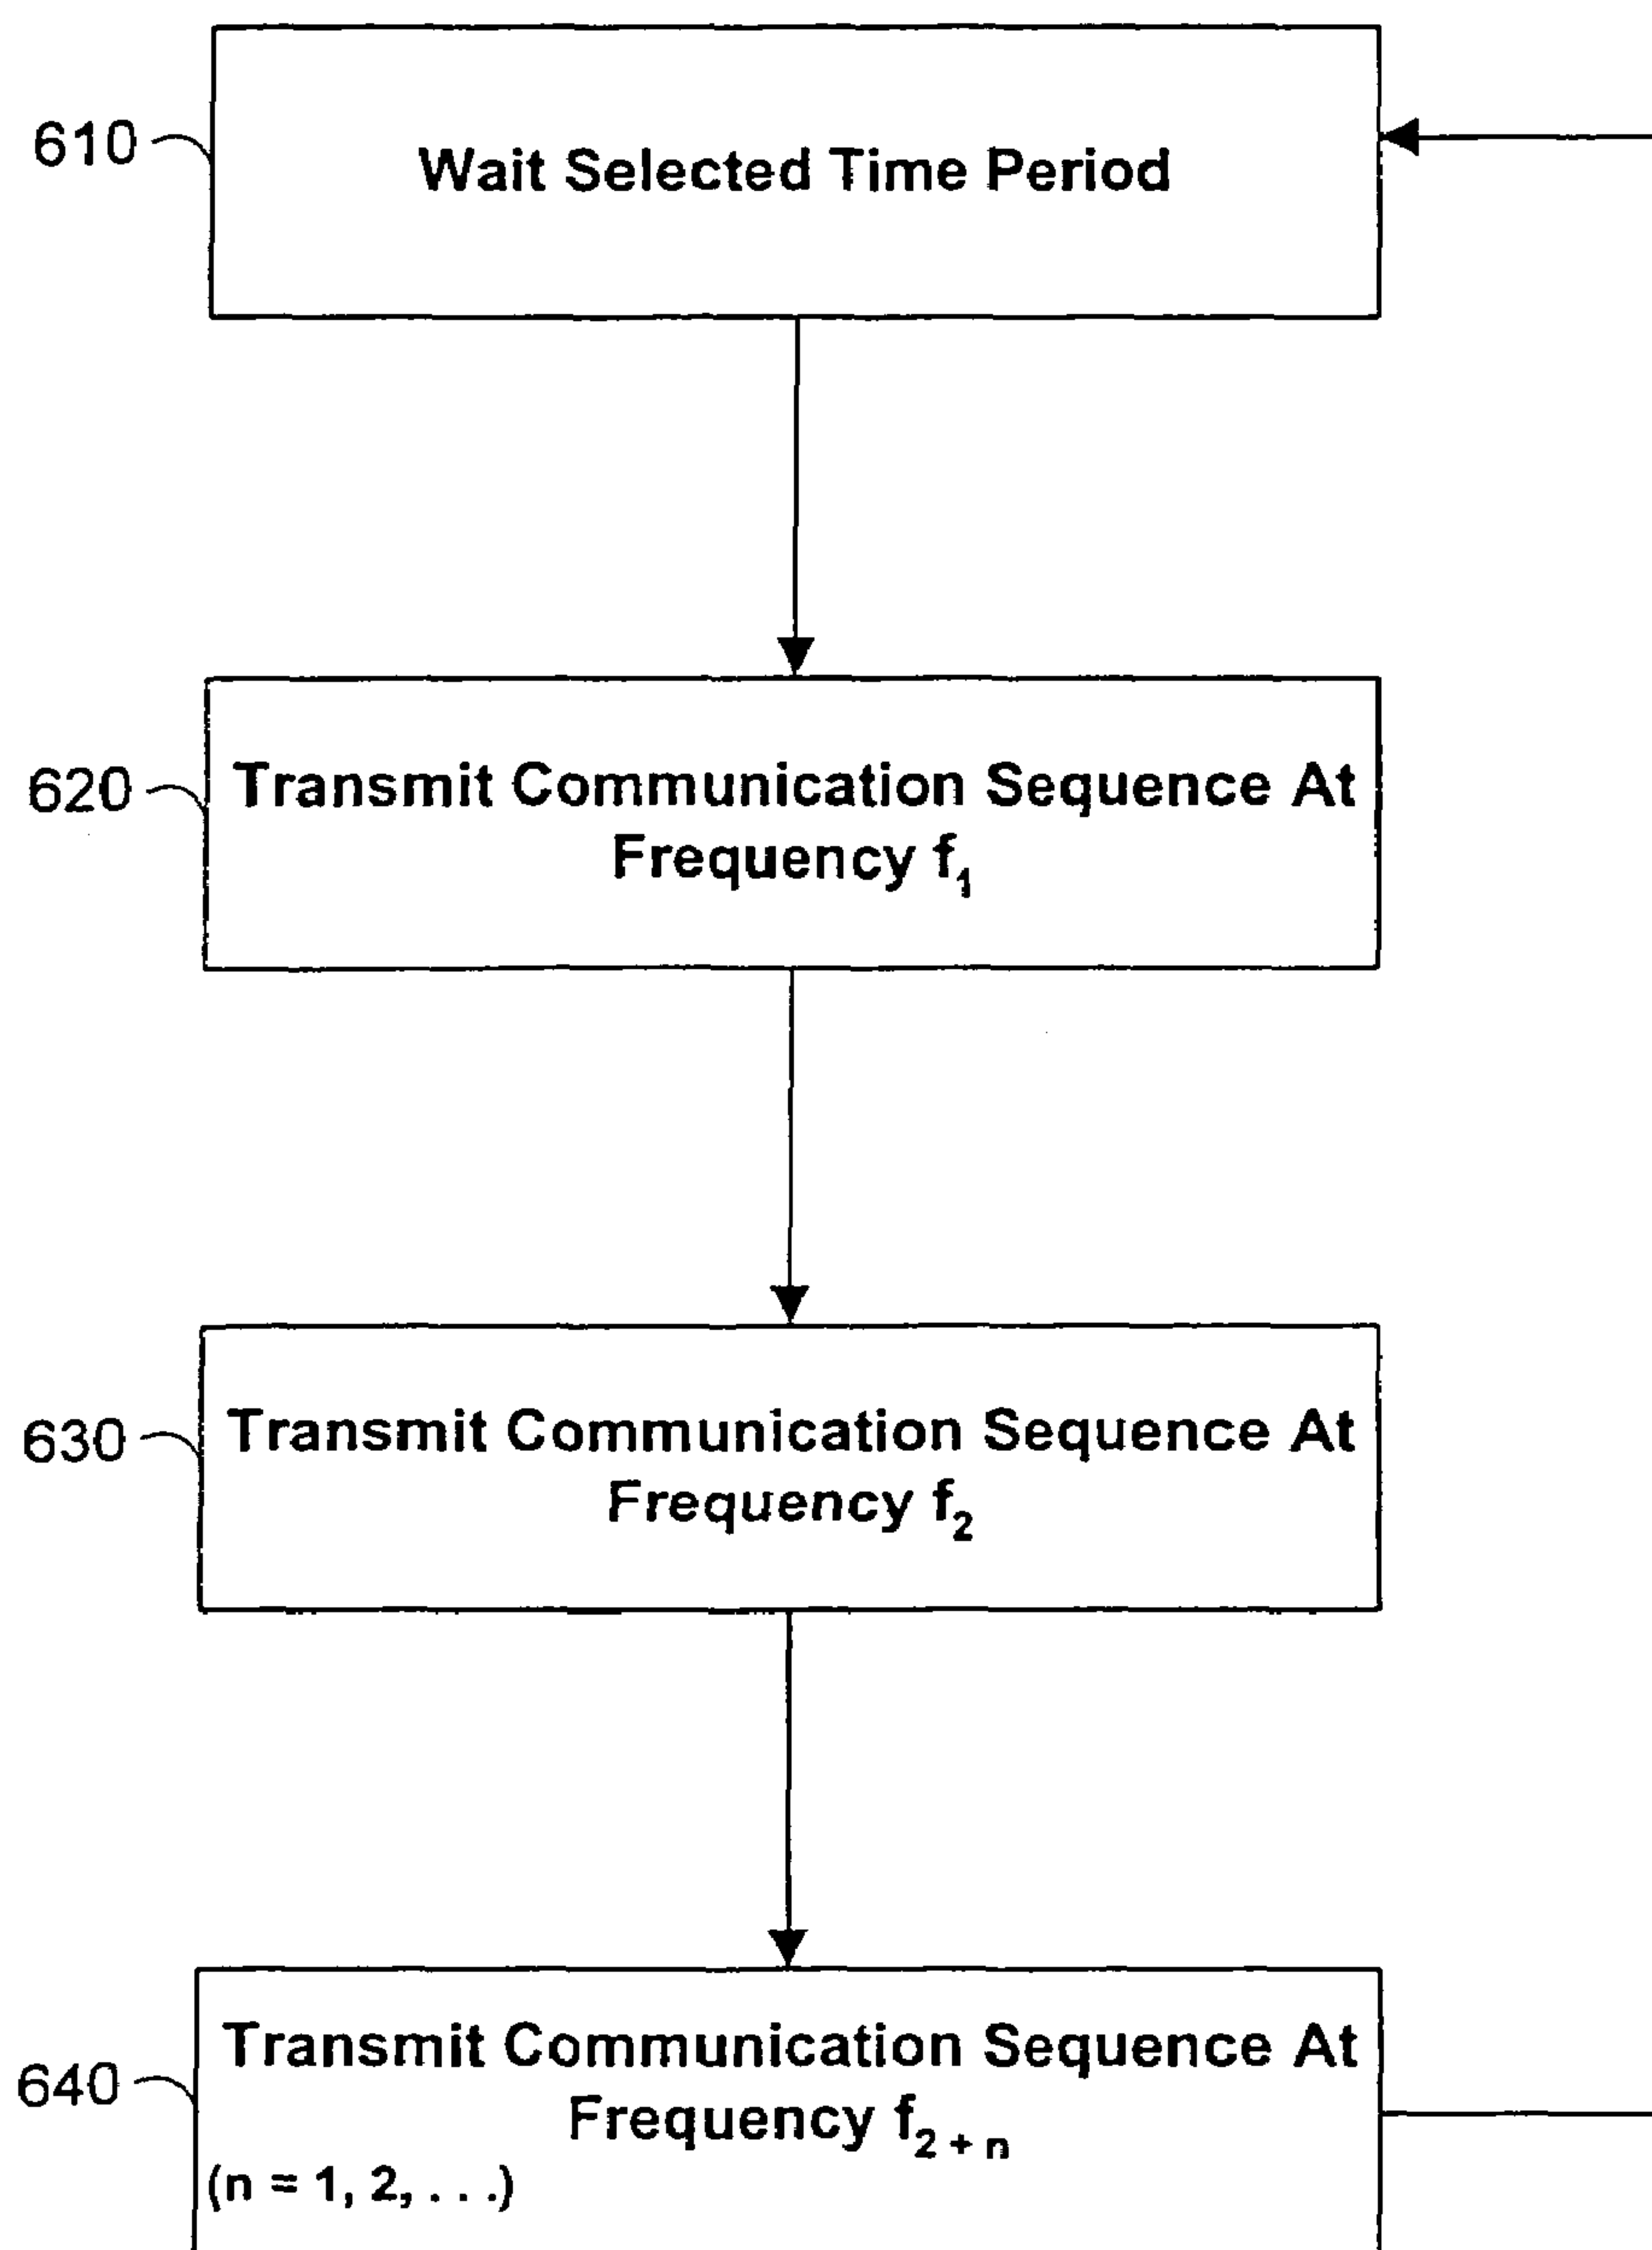 610
Wait Selected Time Period
620
Transmit Communication Sequence At
Frequency f₁
630
Transmit Communication Sequence At
Frequency f₂
640
Transmit Communication Sequence At
Frequency f₂ ₊ ₙ
(n = 1, 2, . . .)